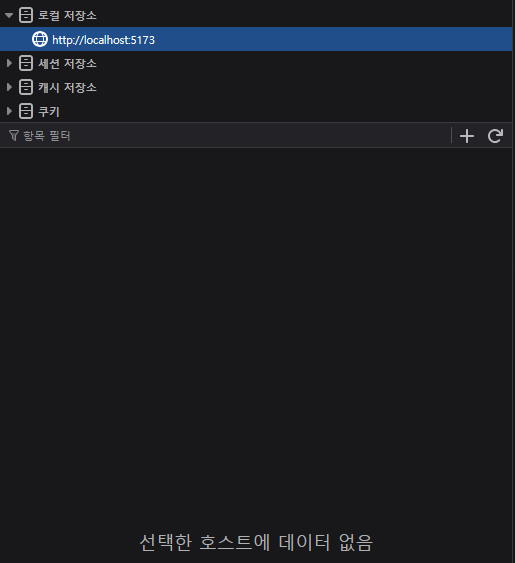 로컬 저장소
http://localhost:5173
세션 저장소
캐시 저장소
쿠키
항목 필터
선택한 호스트에 데이터 없음